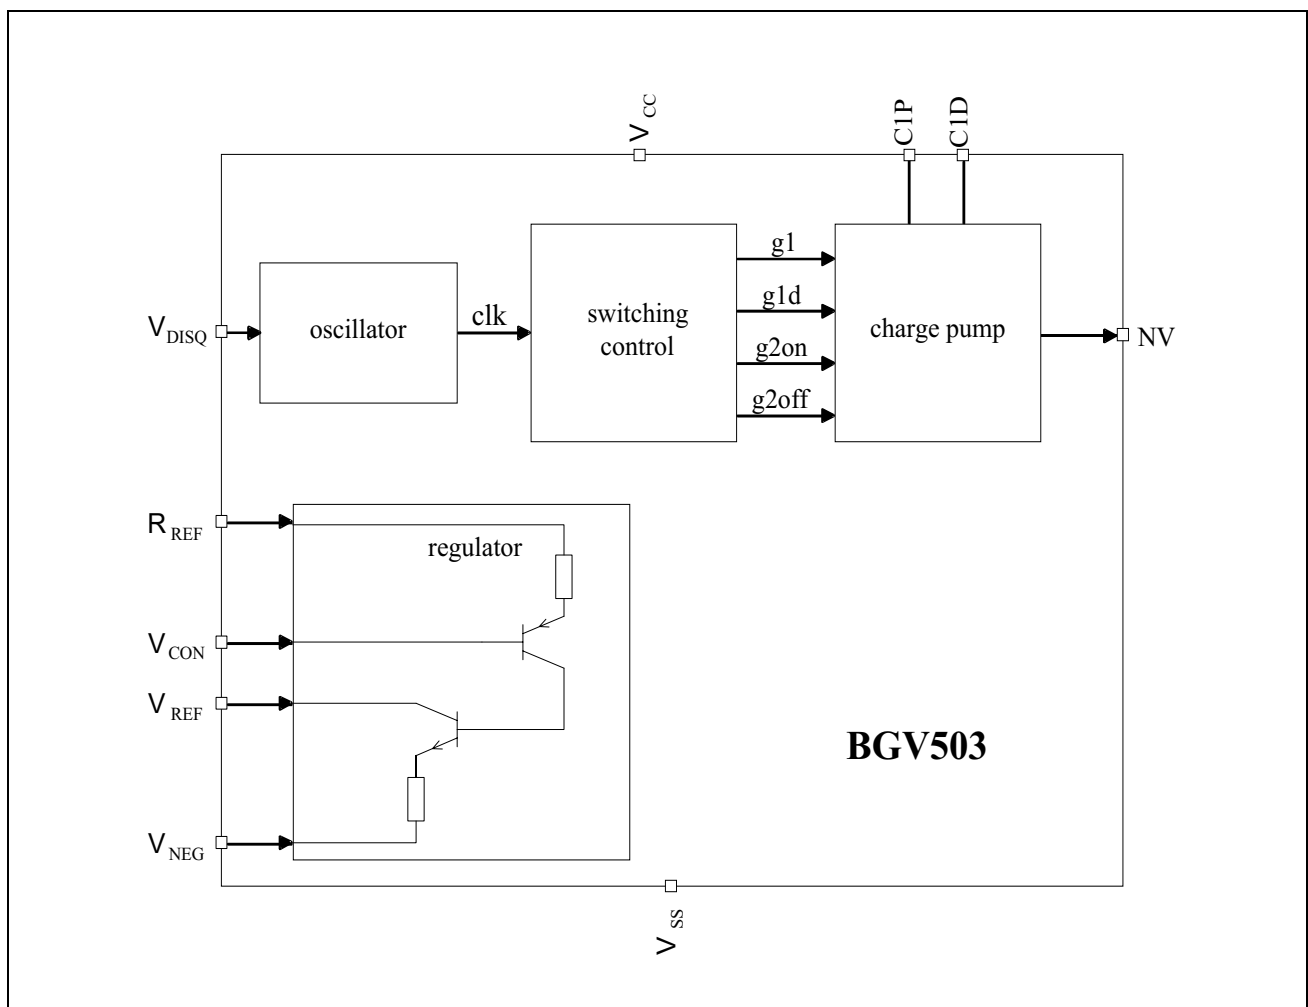 VCC
C1P
C1D
g1
g1d
g2on
g2off
VDISQ
oscillator
clk
switching
control
charge pump
NV
RREF
regulator
VCON
VREF
BGV503
VNEG
VSS